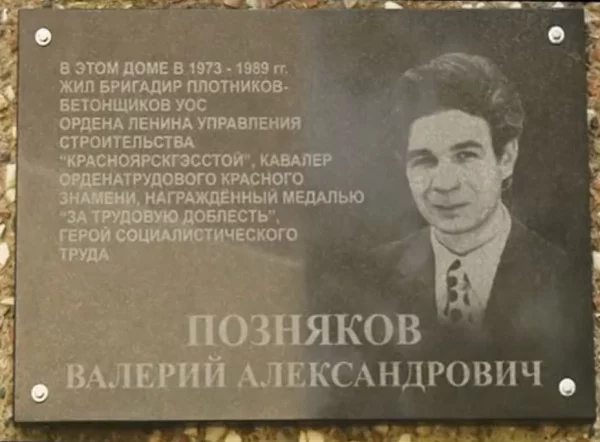 В ЭТОМ ДОМЕ В 1973 - 1989 гг.
ЖИЛ БРИГАДИР ПЛОТНИКОВ-
БЕТОНЩИКОВ УОС
ОРДЕНА ЛЕНИНА УПРАВЛЕНИЯ
СТРОИТЕЛЬСТВА
"КРАСНОЯРСКГЭССТОЙ", КАВАЛЕР
ОРДЕНАТРУДОВОГО КРАСНОГО
ЗНАМЕНИ, НАГРАЖДЁННЫЙ МЕДАЛЬЮ
"ЗА ТРУДОВУЮ ДОБЛЕСТЬ",
ГЕРОЙ СОЦИАЛИСТИЧЕСКОГО
ТРУДА
ПОЗНЯКОВ
ВАЛЕРИЙ АЛЕКСАНДРОВИЧ